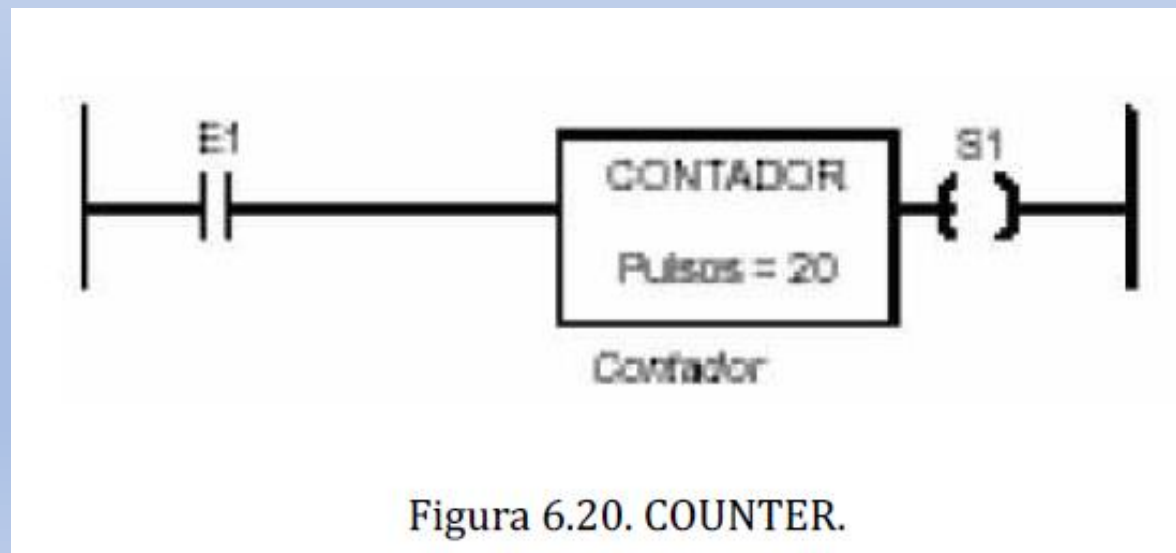 E1
CONTADOR
S1
Pulsos = 20
Contador
Figura 6.20. COUNTER.